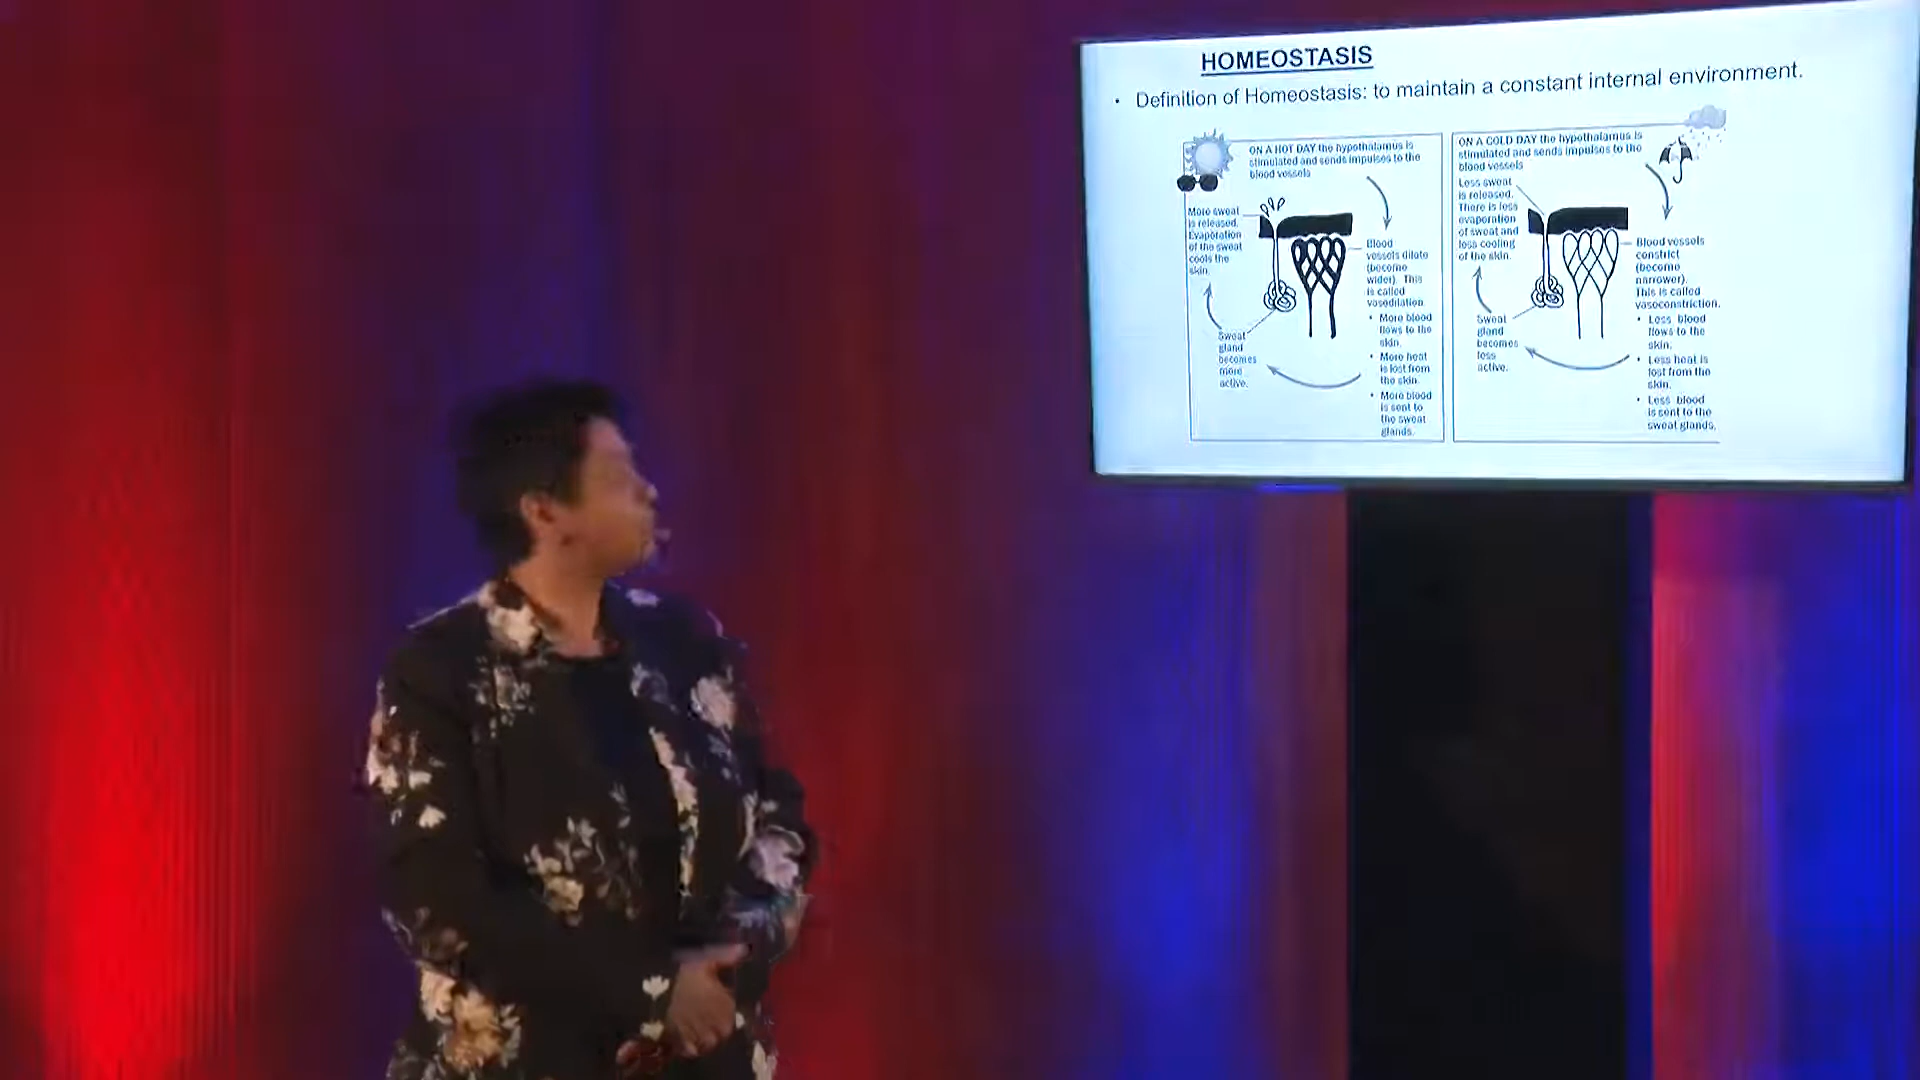 HOMEOSTASIS
• Definition of Homeostasis: to maintain a constant internal environment.
ON A HOT DAY the hypothalamus is
stimulated and sends impulses to the
blood vessels
More sweat
is released.
Evaporation
of the sweat
cools the
skin.
Blood
vessels dilate
(become
wider). This
is called
vasodilation.
• More blood
flows to the
skin.
• More heat
is lost from
the skin.
• More blood
is sent to
the sweat
glands.
Sweat
gland
becomes
more
active.
ON A COLD DAY the hypothalamus is
stimulated and sends impulses to the
blood vessels
Less sweat
is released.
There is less
evaporation
of sweat and
less cooling
of the skin.
Blood vessels
constrict
(become
narrower).
This is called
vasoconstriction.
• Less blood
flows to the
skin.
• Less heat is
lost from the
skin.
• Less blood
is sent to the
sweat glands.
Sweat
gland
becomes
less
active.